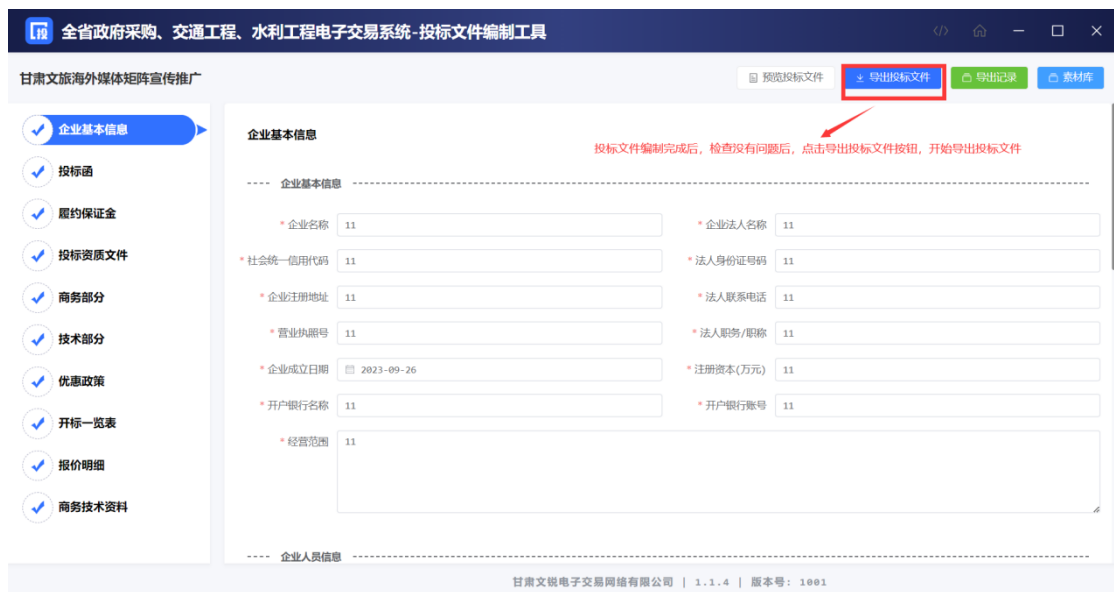 投 全省政府采购、交通工程、水利工程电子交易系统-投标文件编制工具
甘肃文旅海外媒体矩阵宣传推广
预览投标文件 导出投标文件 导出记录 素材库
企业基本信息
投标函
履约保证金
投标资质文件
商务部分
技术部分
优惠政策
开标一览表
报价明细
商务技术资料
企业基本信息
投标文件编制完成后，检查没有问题后，点击导出投标文件按钮，开始导出投标文件
---- 企业基本信息
* 企业名称 11 * 企业法人名称 11
* 社会统一信用代码 11 * 法人身份证号码 11
* 企业注册地址 11 * 法人联系电话 11
* 营业执照号 11 * 法人职务/职称 11
* 企业成立日期 2023-09-26 * 注册资本(万元) 11
* 开户银行名称 11 * 开户银行账号 11
* 经营范围 11
---- 企业人员信息
甘肃文锐电子交易网络有限公司 | 1.1.4 | 版本号: 1001